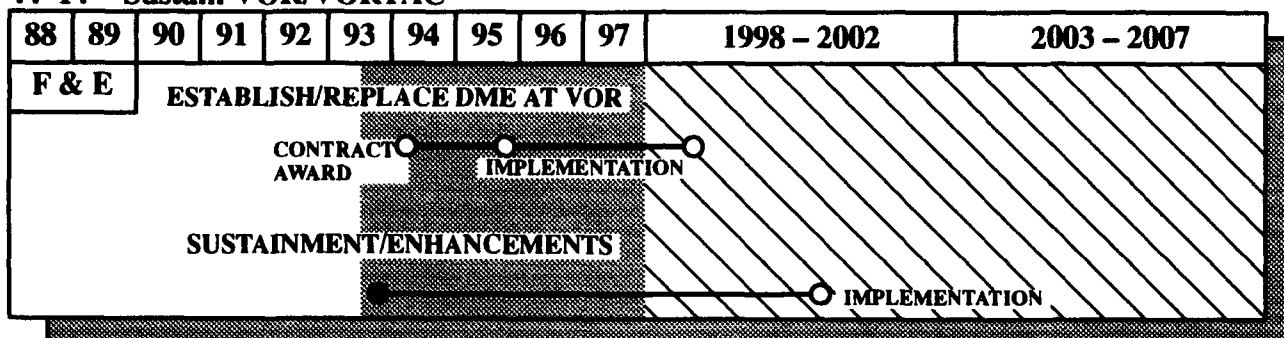 Sustain VOR/VORTAC
88 89 90 91 92 93 94 95 96 97 1998 – 2002 2003 – 2007
F & E
ESTABLISH/REPLACE DME AT VOR
CONTRACT
AWARD
IMPLEMENTATION
SUSTAINMENT/ENHANCEMENTS
IMPLEMENTATION